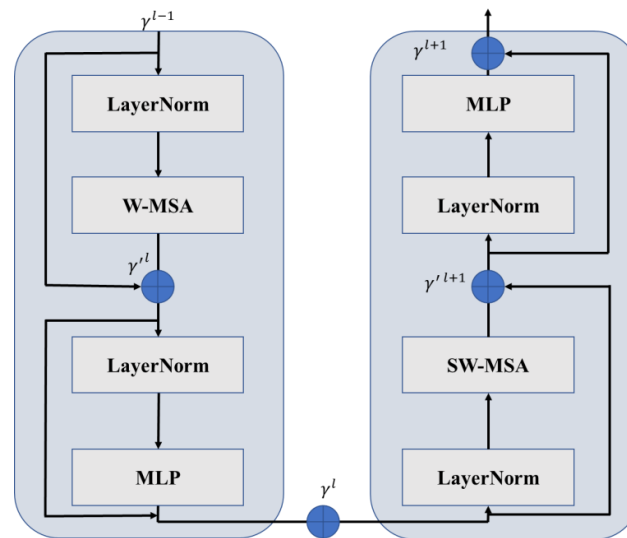 γ^{l-1}
LayerNorm
W-MSA
γ'^{l}
LayerNorm
MLP
γ^{l}
γ^{l+1}
MLP
LayerNorm
γ'^{l+1}
SW-MSA
LayerNorm